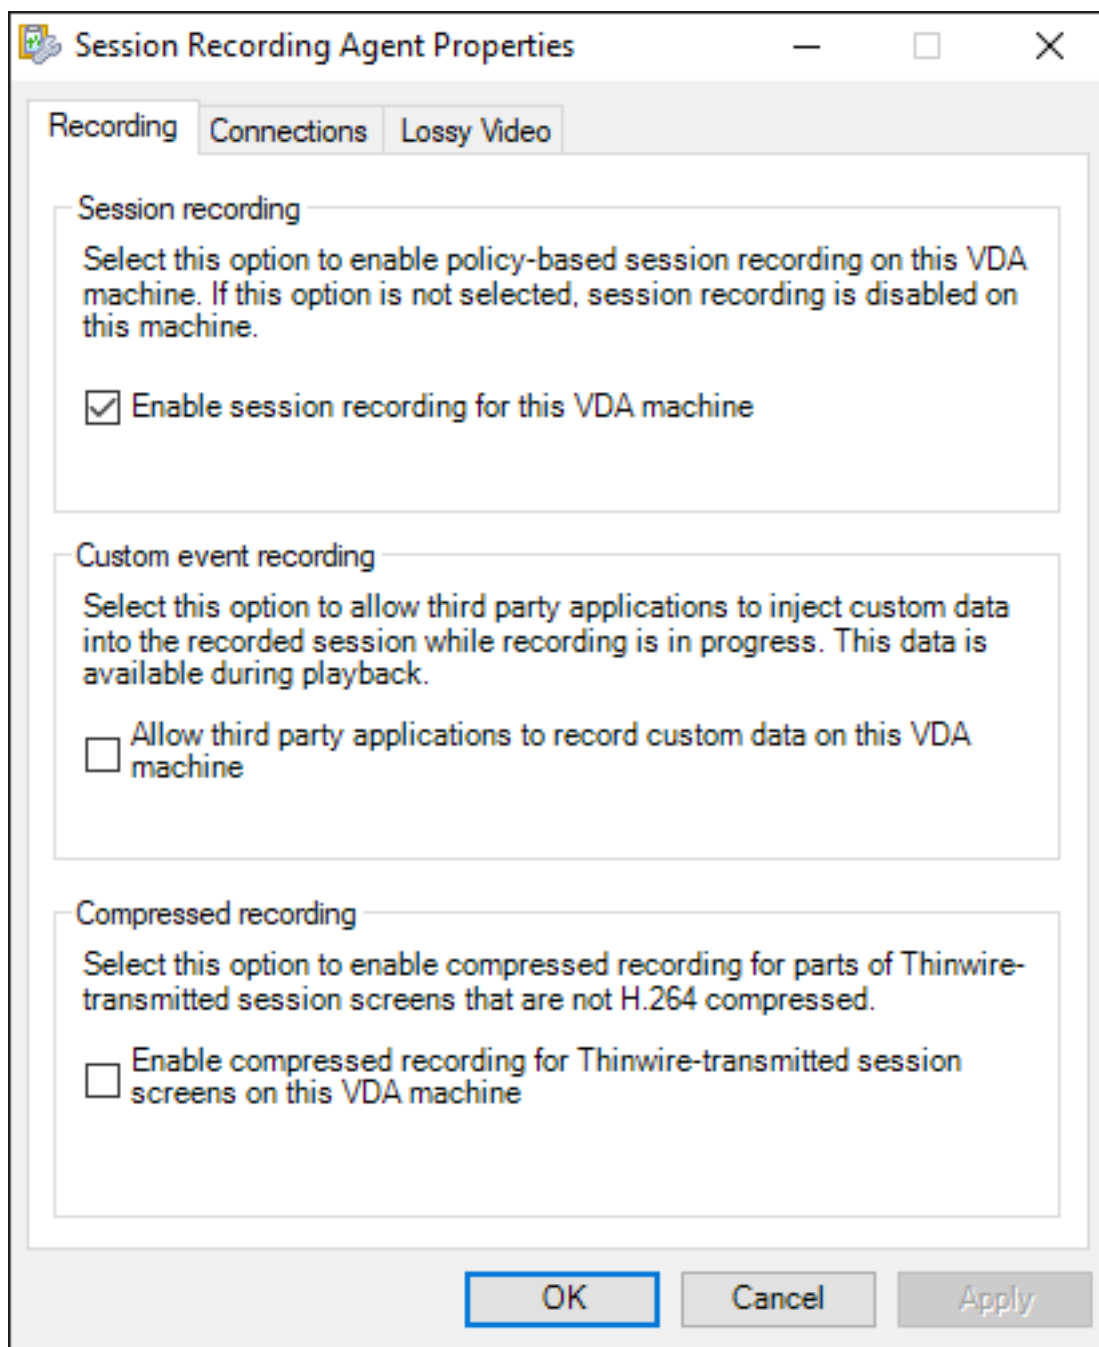 Session Recording Agent Properties
Recording
Connections
Lossy Video
Session recording
Select this option to enable policy-based session recording on this VDA
machine. If this option is not selected, session recording is disabled on
this machine.
Enable session recording for this VDA machine
Custom event recording
Select this option to allow third party applications to inject custom data
into the recorded session while recording is in progress. This data is
available during playback.
Allow third party applications to record custom data on this VDA
machine
Compressed recording
Select this option to enable compressed recording for parts of Thinwire-
transmitted session screens that are not H.264 compressed.
Enable compressed recording for Thinwire-transmitted session
screens on this VDA machine
OK
Cancel
Apply